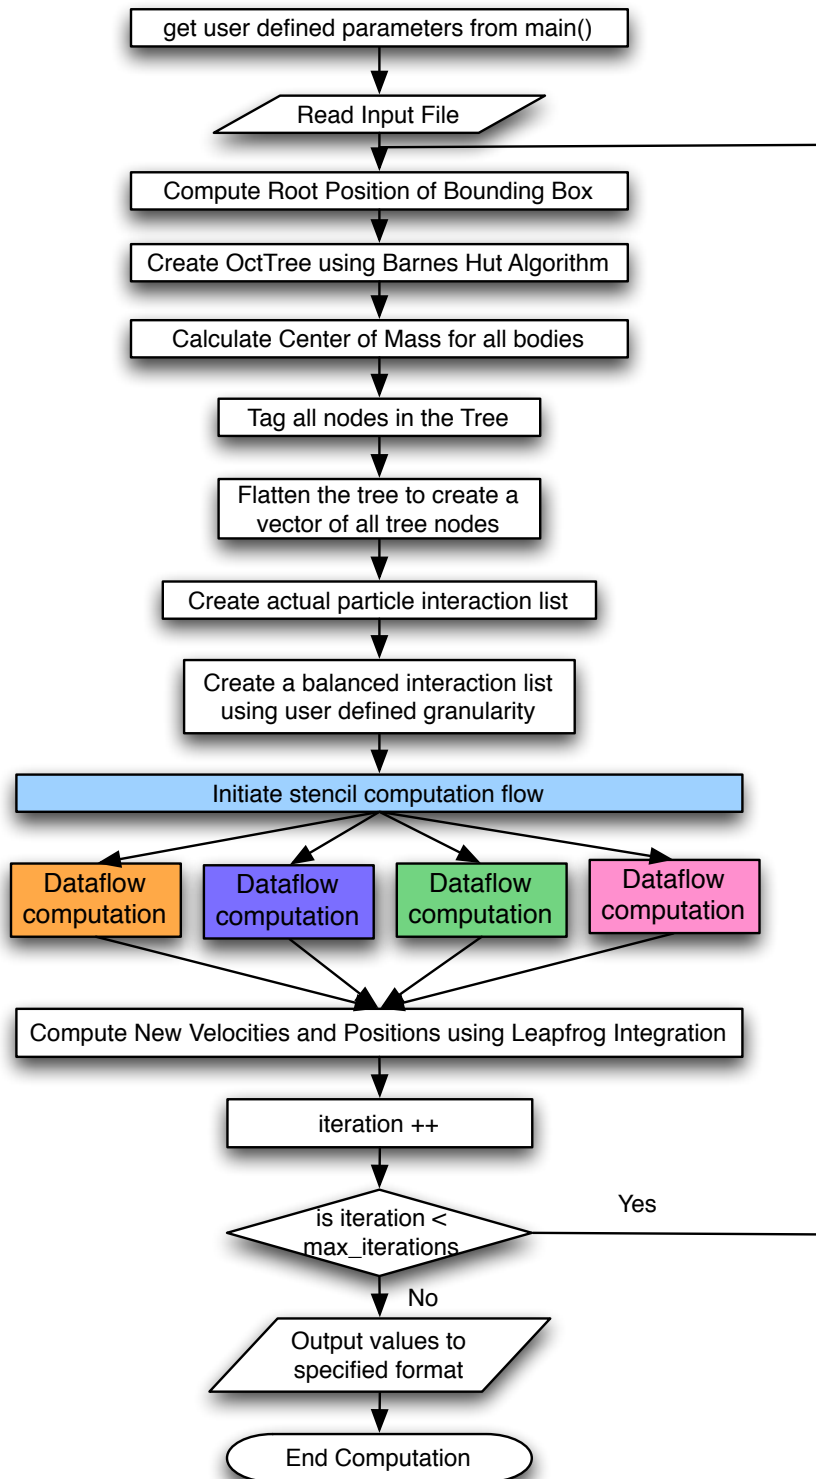 get user defined parameters from main()
Read Input File
Compute Root Position of Bounding Box
Create OctTree using Barnes Hut Algorithm
Calculate Center of Mass for all bodies
Tag all nodes in the Tree
Flatten the tree to create a
vector of all tree nodes
Create actual particle interaction list
Create a balanced interaction list
using user defined granularity
Initiate stencil computation flow
Dataflow
computation
Dataflow
computation
Dataflow
computation
Dataflow
computation
Compute New Velocities and Positions using Leapfrog Integration
iteration ++
is iteration <
max_iterations
Yes
No
Output values to
specified format
End Computation